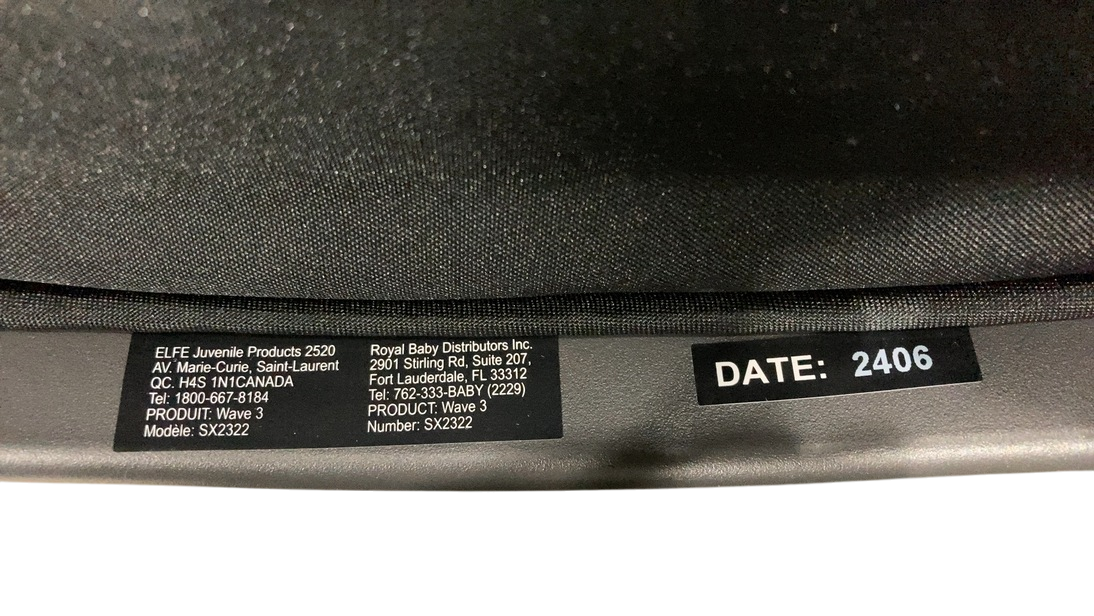 ELFE Juvenile Products 2520
AV. Marie-Curie, Saint-Laurent
QC. H4S 1N1CANADA
Tel: 1800-667-8184
PRODUIT: Wave 3
Modèle: SX2322
Royal Baby Distributors Inc.
2901 Stirling Rd, Suite 207,
Fort Lauderdale, FL 33312
Tel: 762-333-BABY (2229)
PRODUCT: Wave 3
Number: SX2322
DATE: 2406